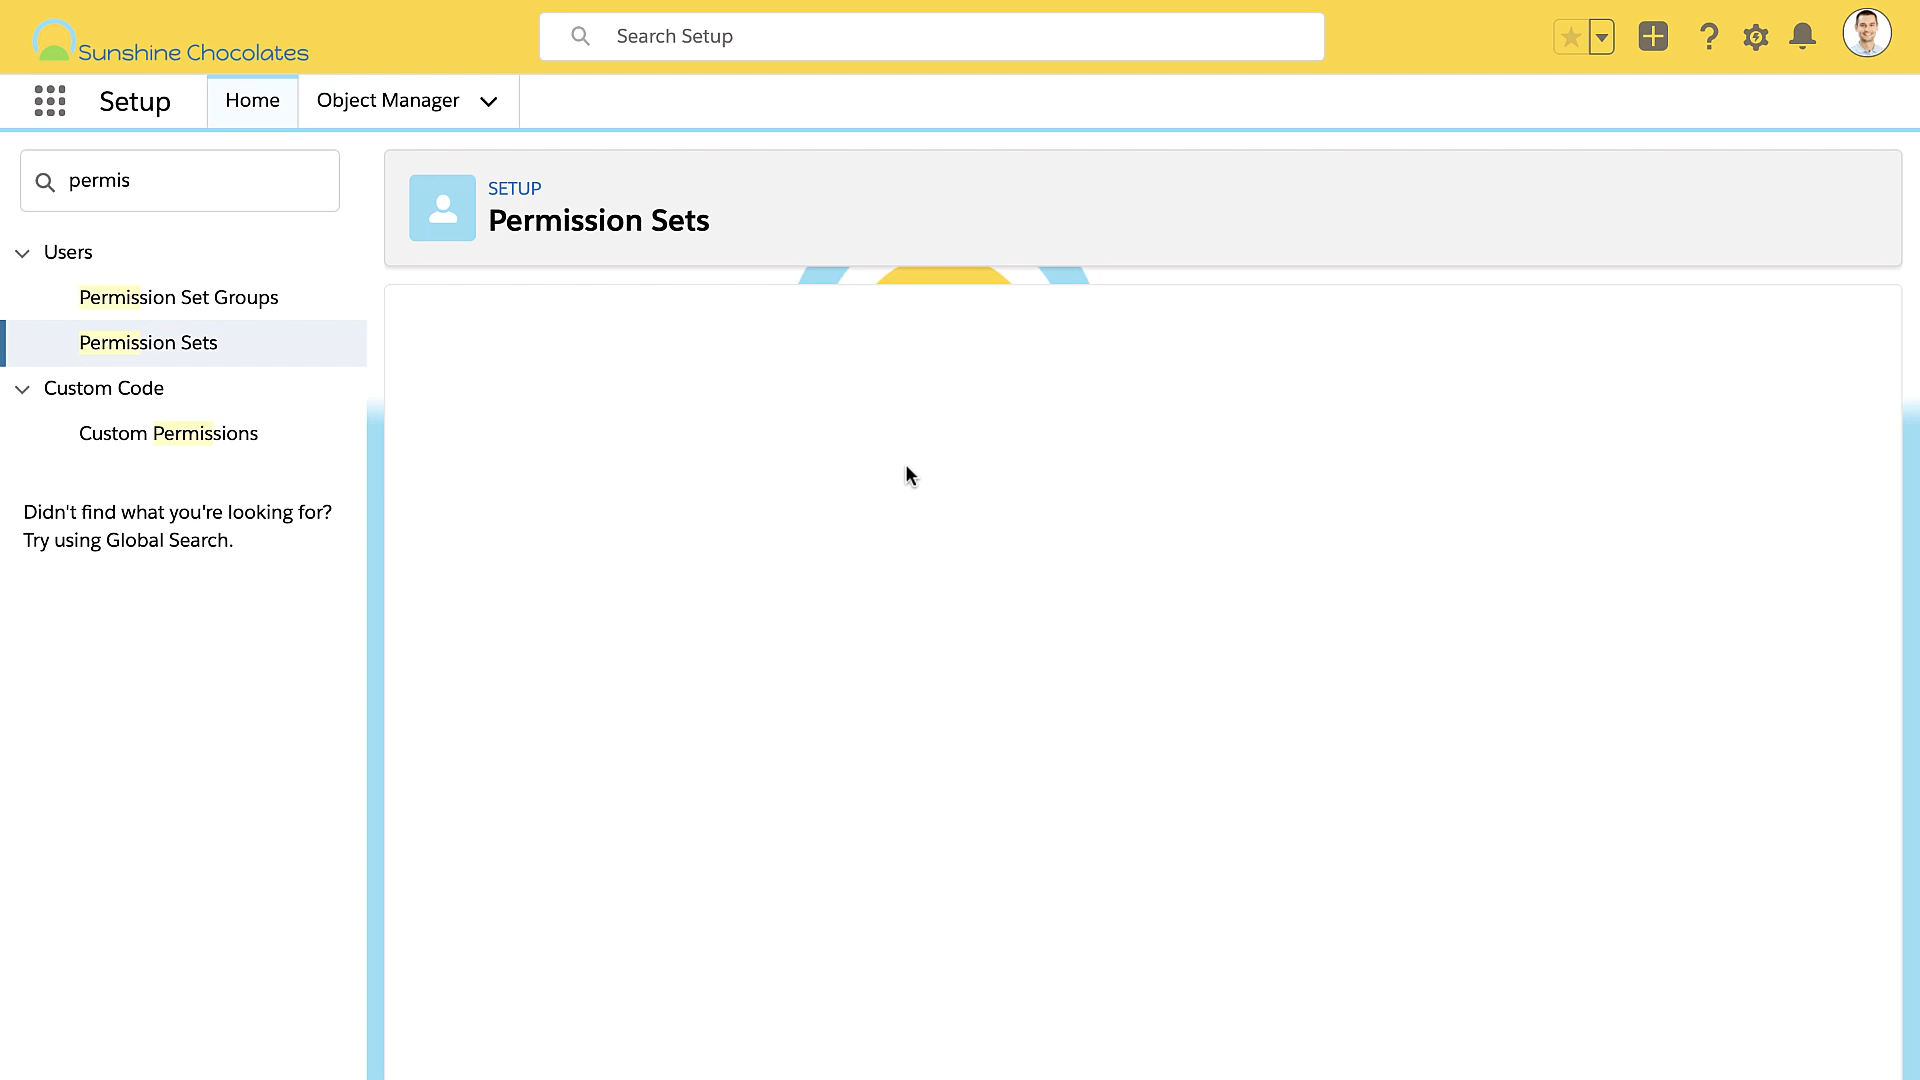 Sunshine Chocolates
Search Setup
Setup
Home
Object Manager
permis
SETUP
Permission Sets
Users
Permission Set Groups
Permission Sets
Custom Code
Custom Permissions
Didn't find what you're looking for?
Try using Global Search.